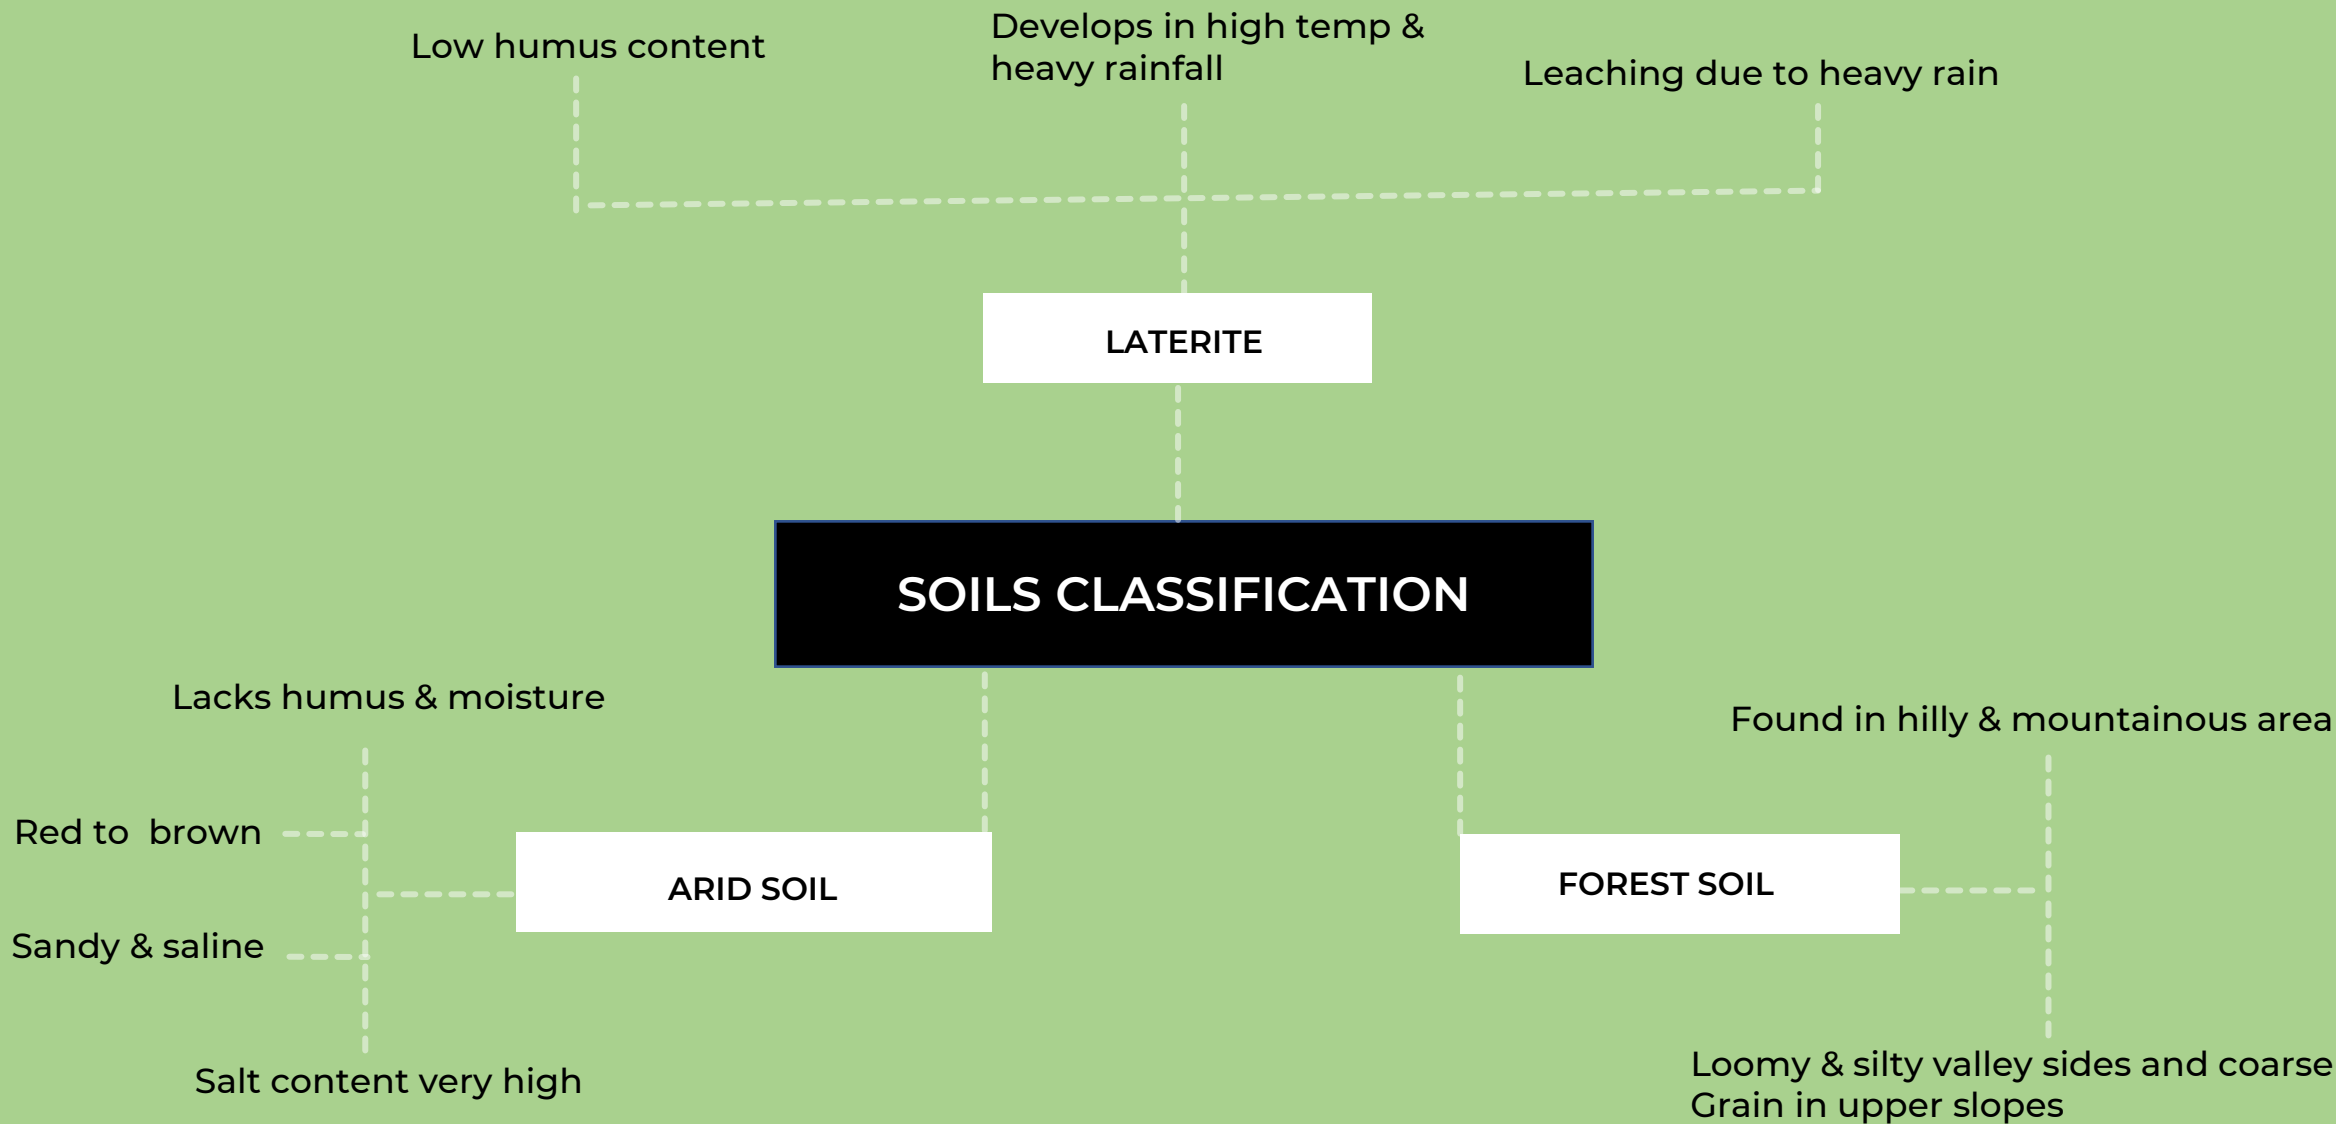 Low humus content
Develops in high temp &
heavy rainfall
Leaching due to heavy rain
LATERITE
SOILS CLASSIFICATION
Lacks humus & moisture
Red to  brown
Sandy & saline
Salt content very high
ARID SOIL
FOREST SOIL
Found in hilly & mountainous area
Loomy & silty valley sides and coarse
Grain in upper slopes